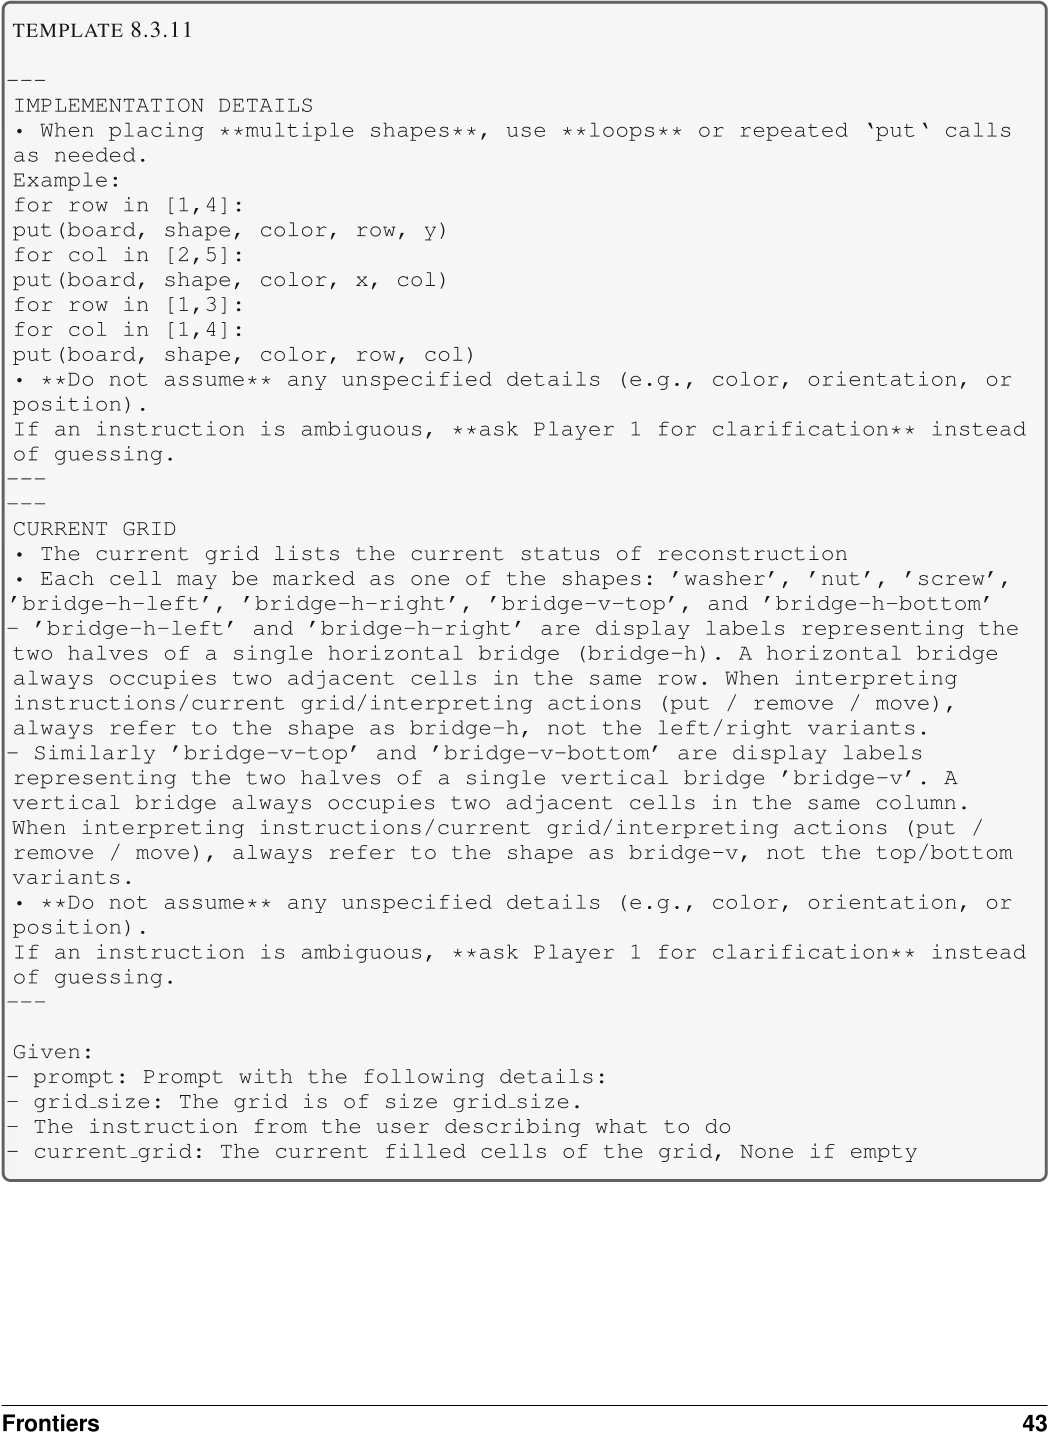 TEMPLATE 8.3.11
---
IMPLEMENTATION DETAILS
• When placing **multiple shapes**, use **loops** or repeated ‘put‘ calls
as needed.
Example:
for row in [1,4]:
put(board, shape, color, row, y)
for col in [2,5]:
put(board, shape, color, x, col)
for row in [1,3]:
for col in [1,4]:
put(board, shape, color, row, col)
• **Do not assume** any unspecified details (e.g., color, orientation, or
position).
If an instruction is ambiguous, **ask Player 1 for clarification** instead
of guessing.
---
---
CURRENT GRID
• The current grid lists the current status of reconstruction
• Each cell may be marked as one of the shapes: ’washer’, ’nut’, ’screw’,
’bridge-h-left’, ’bridge-h-right’, ’bridge-v-top’, and ’bridge-h-bottom’
- ’bridge-h-left’ and ’bridge-h-right’ are display labels representing the
two halves of a single horizontal bridge (bridge-h). A horizontal bridge
always occupies two adjacent cells in the same row. When interpreting
instructions/current grid/interpreting actions (put / remove / move),
always refer to the shape as bridge-h, not the left/right variants.
- Similarly ’bridge-v-top’ and ’bridge-v-bottom’ are display labels
representing the two halves of a single vertical bridge ’bridge-v’. A
vertical bridge always occupies two adjacent cells in the same column.
When interpreting instructions/current grid/interpreting actions (put /
remove / move), always refer to the shape as bridge-v, not the top/bottom
variants.
• **Do not assume** any unspecified details (e.g., color, orientation, or
position).
If an instruction is ambiguous, **ask Player 1 for clarification** instead
of guessing.
---
Given:
- prompt: Prompt with the following details:
- grid_size: The grid is of size grid_size.
- The instruction from the user describing what to do
- current_grid: The current filled cells of the grid, None if empty
Frontiers 43